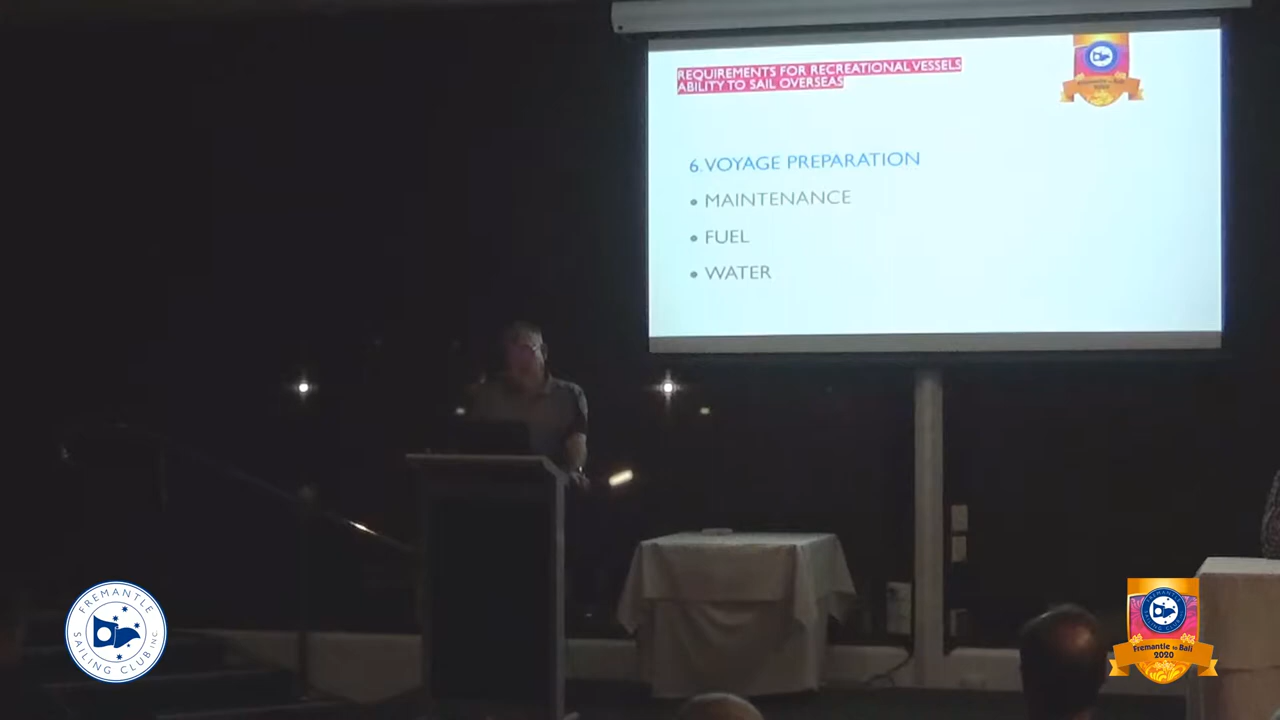 REQUIREMENTS FOR RECREATIONAL VESSELS
ABILITY TO SAIL OVERSEAS
6. VOYAGE PREPARATION
• MAINTENANCE
• FUEL
• WATER
FREMANTLE
SAILING CLUB INC.
Fremantle to Bali
2020